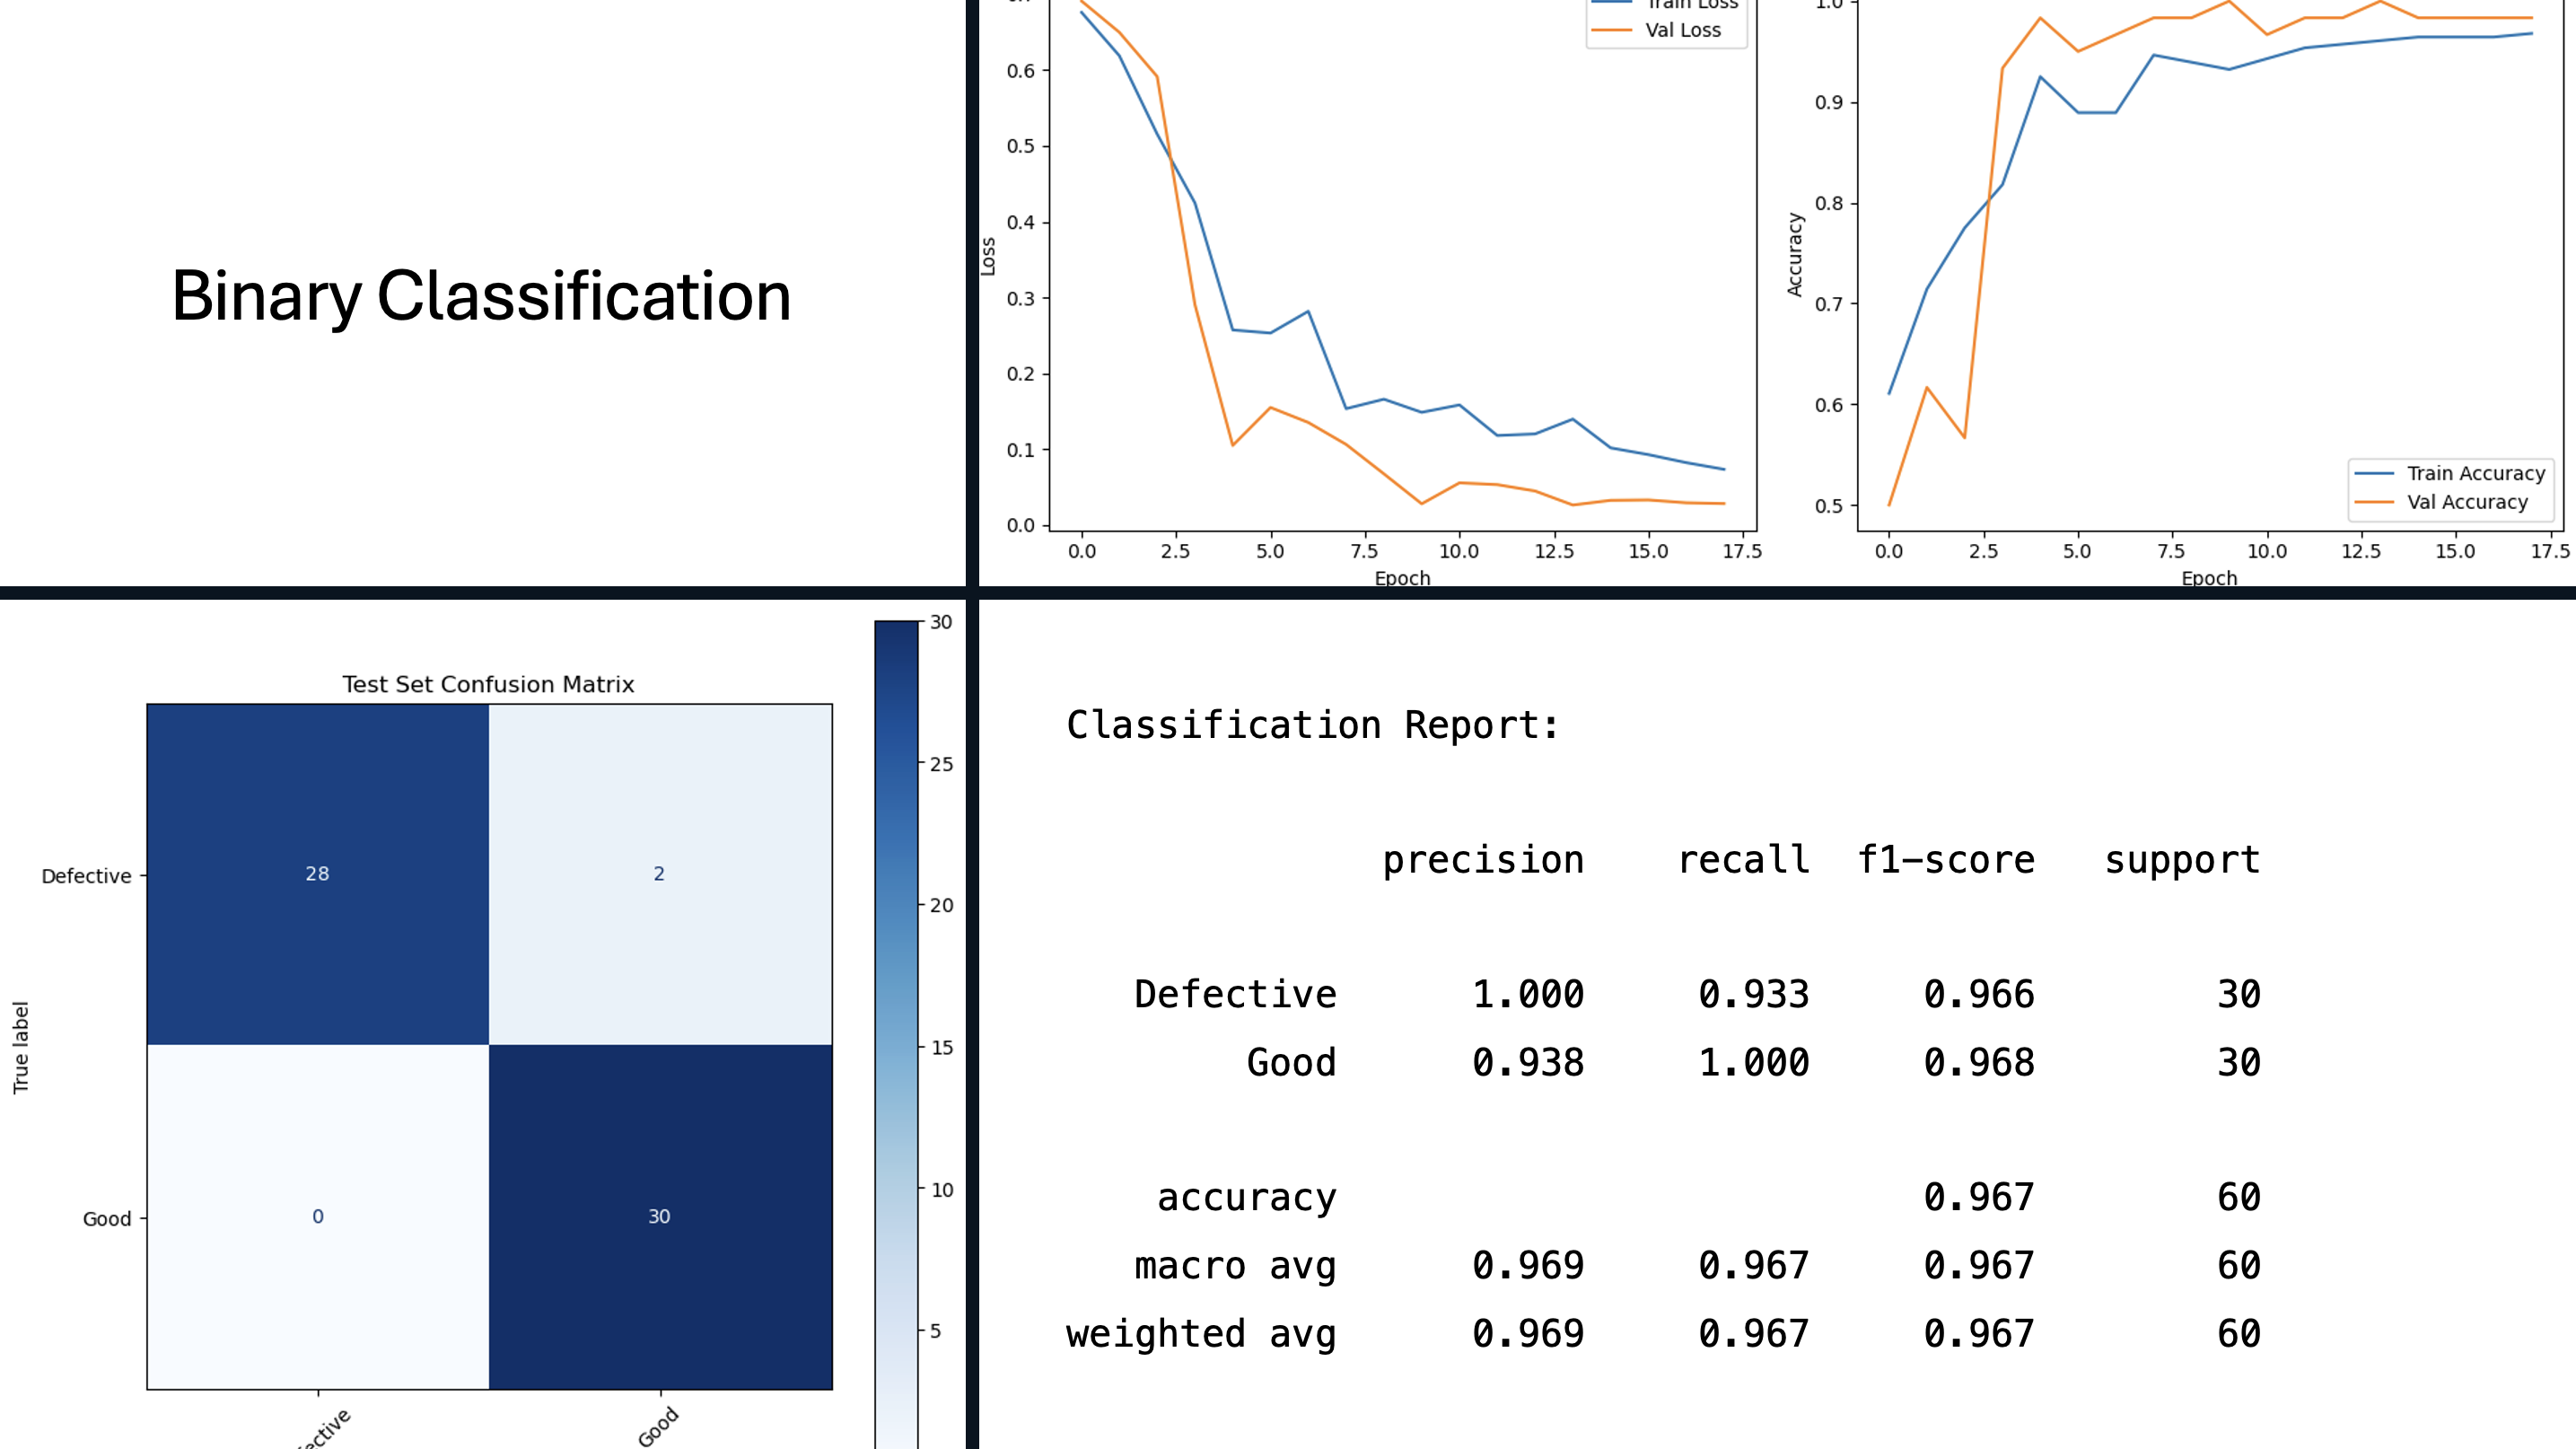 Binary Classification
Train Loss
Val Loss
0.6
0.5
0.4
0.3
0.2
0.1
0.0
Loss
0.0 2.5 5.0 7.5 10.0 12.5 15.0 17.5
Epoch
1.0
0.9
0.8
0.7
0.6
0.5
Accuracy
Train Accuracy
Val Accuracy
0.0 2.5 5.0 7.5 10.0 12.5 15.0 17.5
Epoch
Test Set Confusion Matrix
True label
Defective
28 2
Good
0 30
Good
30
25
20
15
10
5
Classification Report:
precision recall f1-score support
Defective 1.000 0.933 0.966 30
Good 0.938 1.000 0.968 30
accuracy 0.967 60
macro avg 0.969 0.967 0.967 60
weighted avg 0.969 0.967 0.967 60